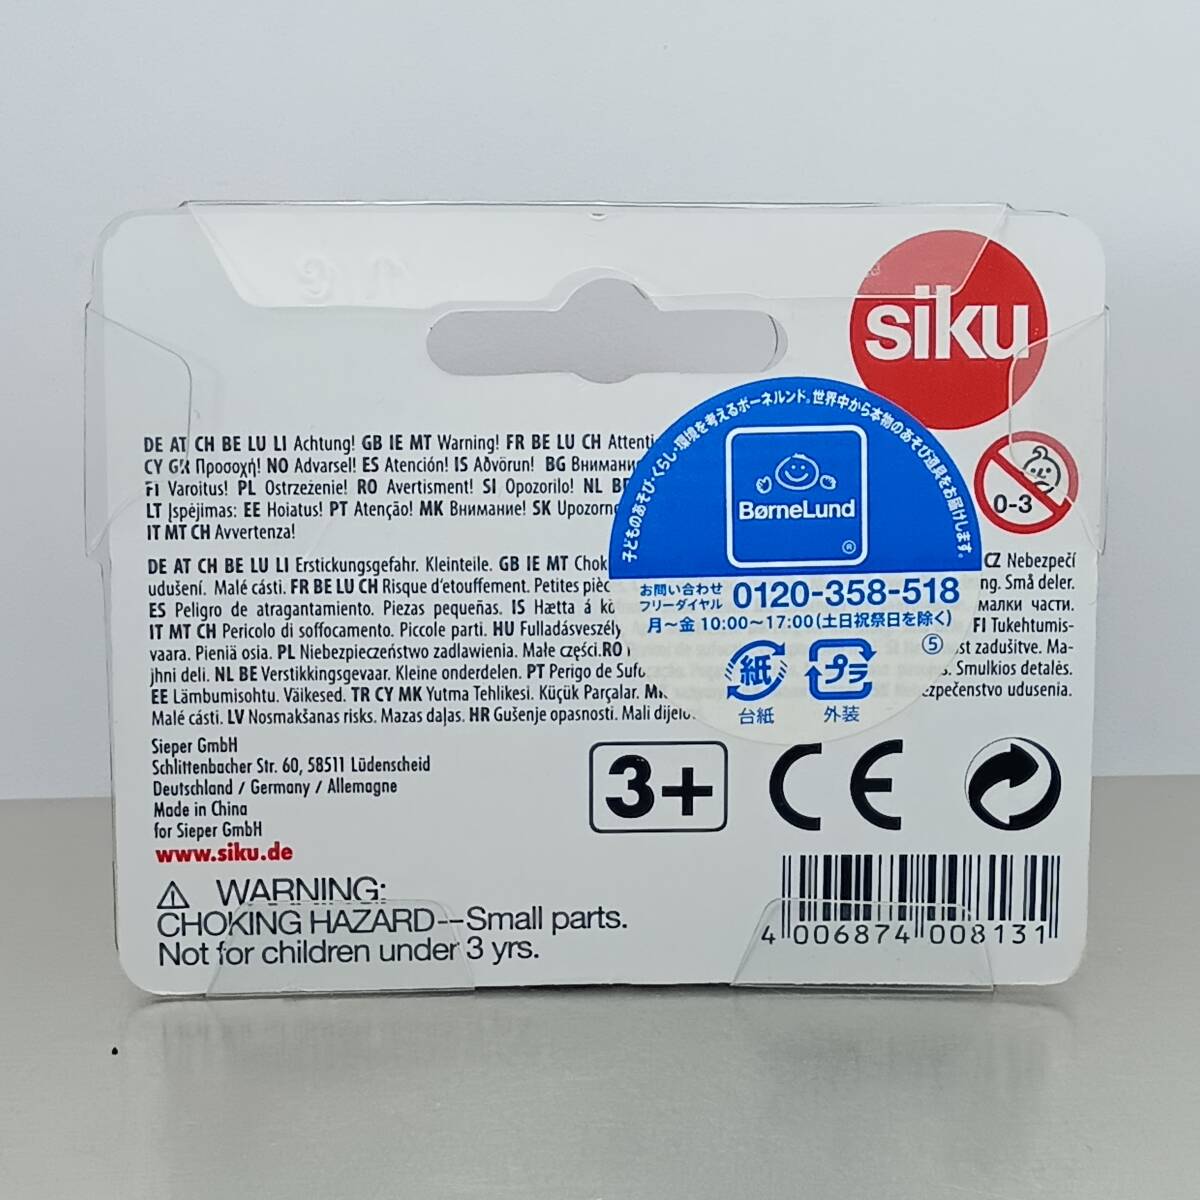 siku
DE AT CH BE LU LI Achtung! GB IE MT Warning! FR BE LU CH
CY GR Προσοχή! NO Advarsel! ES Atención! IS Aðvörun! BG
FI Varoitus! PL Ostrzeżenie! RO Avertisment! SI Opozorilo! NL
LT Įspėjimas: EE Hoiatus! PT Atenção! MK Внимание! SK
IT MT CH Avvertenza!
0-3
子どものあそび・くらし・環境を考えるボーネルンド。世界中から本物のあそび道具をお届けします。
BørneLund
®
お問い合わせ
フリーダイヤル 0120-358-518
月～金 10:00～17:00(土日祝祭日を除く)
⑤
紙 プラ
台紙 外装
DE AT CH BE LU LI Erstickungsgefahr. Kleinteile. GB IE MT CZ Nebezpečí
udušení. Malé cásti. FR BE LU CH Risque d'etouffement. Petites Små deler.
ES Peligro de atragantamiento. Piezas pequeñas. IS Hætta á малки части.
IT MT CH Pericolo di soffocamento. Piccole parti. HU FI Tukehtumis-
vaara. Pieniä osia. PL Niebezpieczeństwo zadlawienia. Małe części. RO zadušitve. Ma-
jhni deli. NL BE Verstikkingsgevaar. Kleine onderdelen. PT Perigo de Smulkios detalės.
EE Lämbumisohtu. Väikesed. TR CY MK Yutma Tehlikesi. Küçük Parçalar. udusenia.
Malé cásti. LV Nosmakšanas risks. Mazas daļas. HR Gušenje opasnosti. Mali
Sieper GmbH
Schlittenbacher Str. 60, 58511 Lüdenscheid
Deutschland / Germany / Allemagne
Made in China
for Sieper GmbH
www.siku.de
3+ CE
WARNING:
CHOKING HAZARD--Small parts.
Not for children under 3 yrs.
4 006874 008131